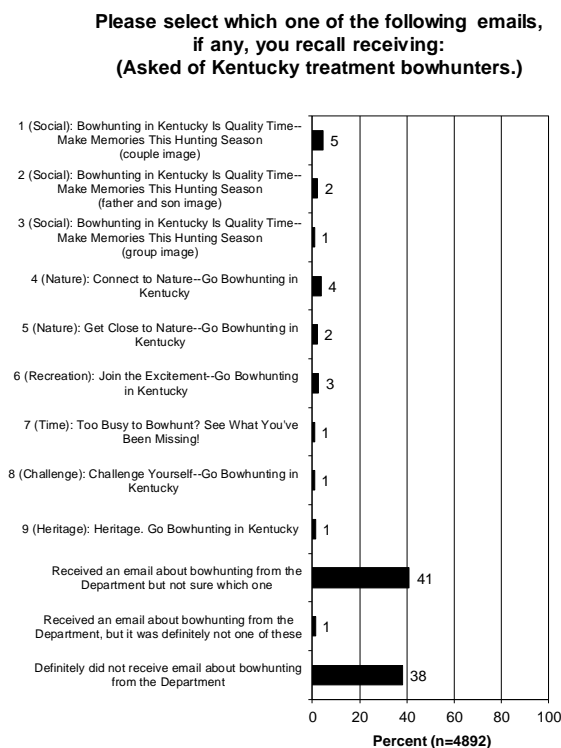 Please select which one of the following emails,
if any, you recall receiving:
(Asked of Kentucky treatment bowhunters.)
1 (Social): Bowhunting in Kentucky Is Quality Time--
Make Memories This Hunting Season
(couple image)
5
2 (Social): Bowhunting in Kentucky Is Quality Time--
Make Memories This Hunting Season
(father and son image)
2
3 (Social): Bowhunting in Kentucky Is Quality Time--
Make Memories This Hunting Season
(group image)
1
4 (Nature): Connect to Nature--Go Bowhunting in
Kentucky
4
5 (Nature): Get Close to Nature--Go Bowhunting in
Kentucky
2
6 (Recreation): Join the Excitement--Go Bowhunting
in Kentucky
3
7 (Time): Too Busy to Bowhunt? See What You've
Been Missing!
1
8 (Challenge): Challenge Yourself--Go Bowhunting in
Kentucky
1
9 (Heritage): Heritage. Go Bowhunting in Kentucky
1
Received an email about bowhunting from the
Department but not sure which one
41
Received an email about bowhunting from the
Department, but it was definitely not one of these
1
Definitely did not receive email about bowhunting
from the Department
38
0 20 40 60 80 100
Percent (n=4892)